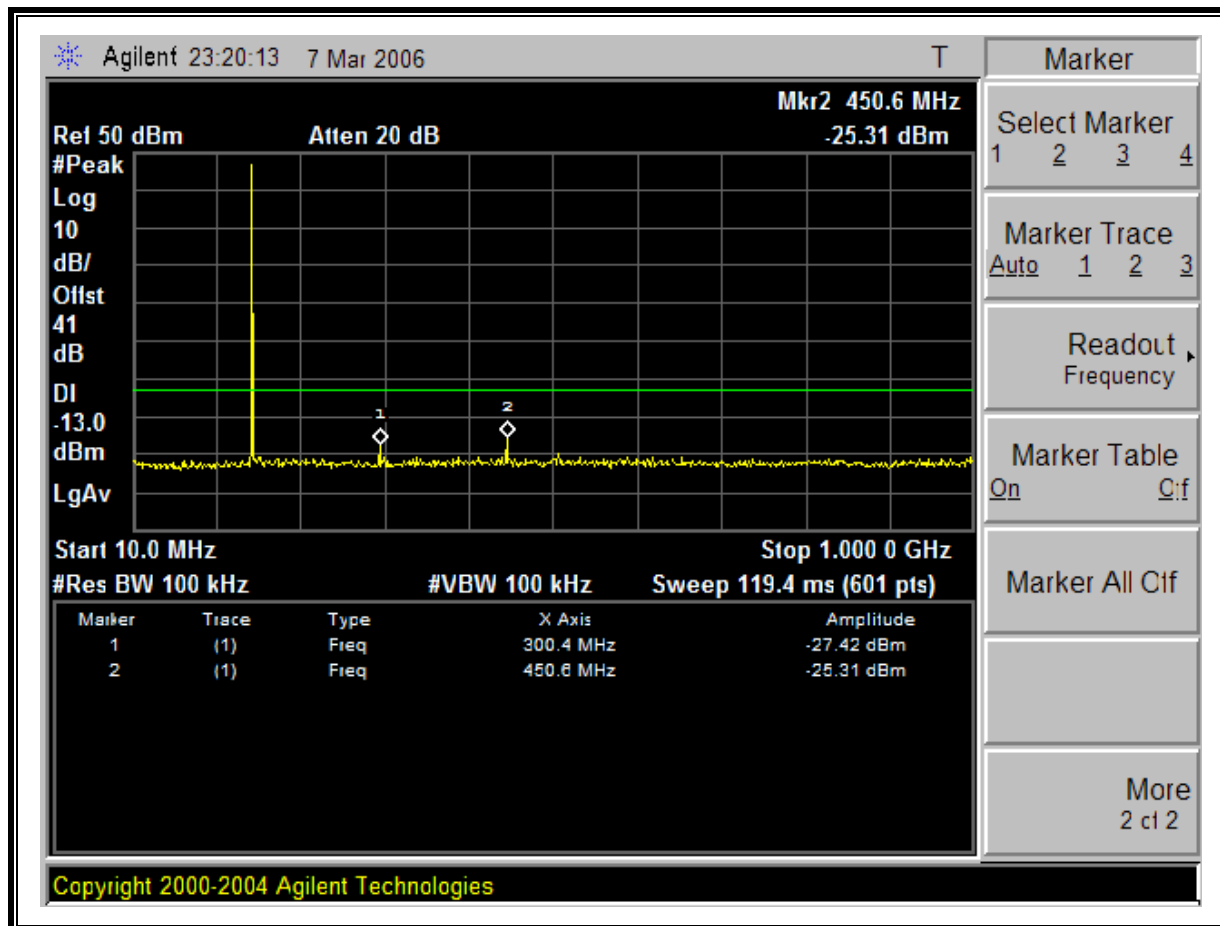 Agilent 23:20:13 7 Mar 2006 T
Mkr2 450.6 MHz
Ref 50 dBm Atten 20 dB -25.31 dBm
#Peak
Log
10
dB/
Offst
41
dB
DI
-13.0
dBm
LgAv
1
2
Start 10.0 MHz Stop 1.000 0 GHz
#Res BW 100 kHz #VBW 100 kHz Sweep 119.4 ms (601 pts)
Marker Trace Type X Axis Amplitude
1 (1) Freq 300.4 MHz -27.42 dBm
2 (1) Freq 450.6 MHz -25.31 dBm
Copyright 2000-2004 Agilent Technologies
Marker
Select Marker
1 2 3 4
Marker Trace
Auto 1 2 3
Readout
Frequency
Marker Table
On Off
Marker All Off
More
2 of 2